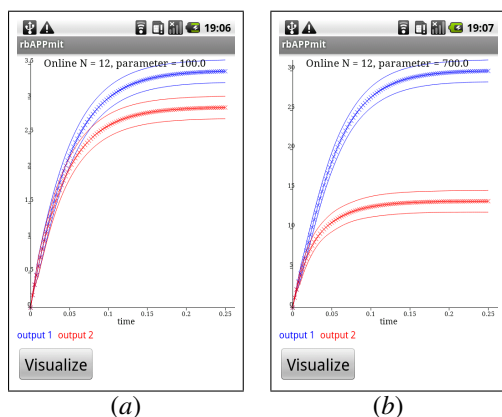 19:06
rbAPPmit
Online N = 12, parameter = 100.0
3.5
3
2.5
2
1.5
1
0.5
0
0 0.05 0.1 0.15 0.2 0.25
time
output 1 output 2
Visualize
(a)
19:07
rbAPPmit
Online N = 12, parameter = 700.0
30
25
20
15
10
5
0
0 0.05 0.1 0.15 0.2 0.25
time
output 1 output 2
Visualize
(b)